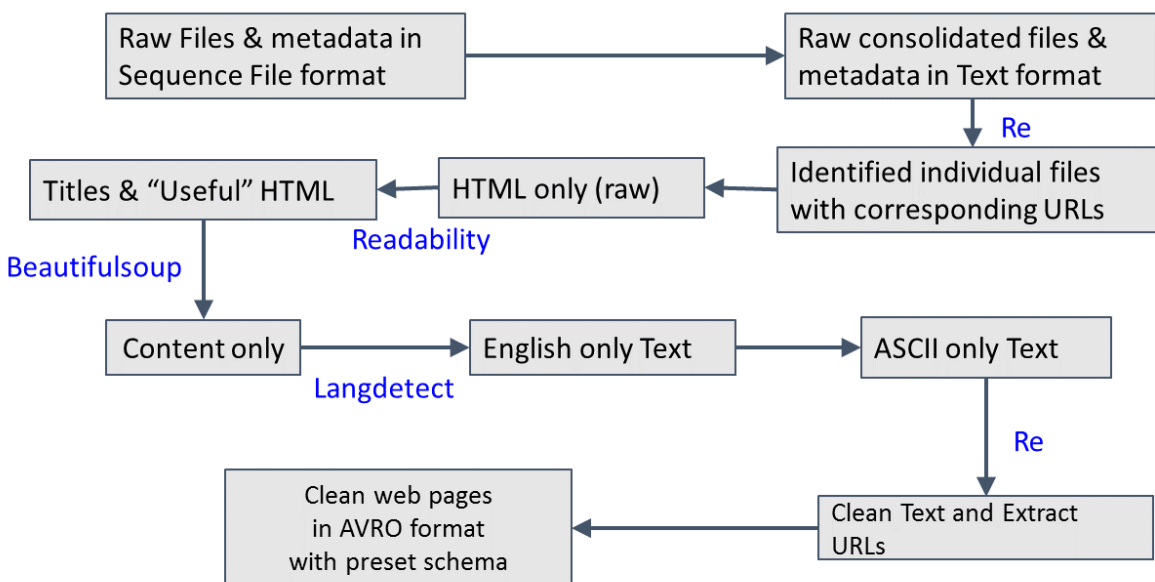 Raw Files & metadata in
Sequence File format
Raw consolidated files &
metadata in Text format
Re
Identified individual files
with corresponding URLs
HTML only (raw)
Titles & “Useful” HTML
Readability
Beautifulsoup
Content only
English only Text
ASCII only Text
Langdetect
Re
Clean Text and Extract
URLs
Clean web pages
in AVRO format
with preset schema